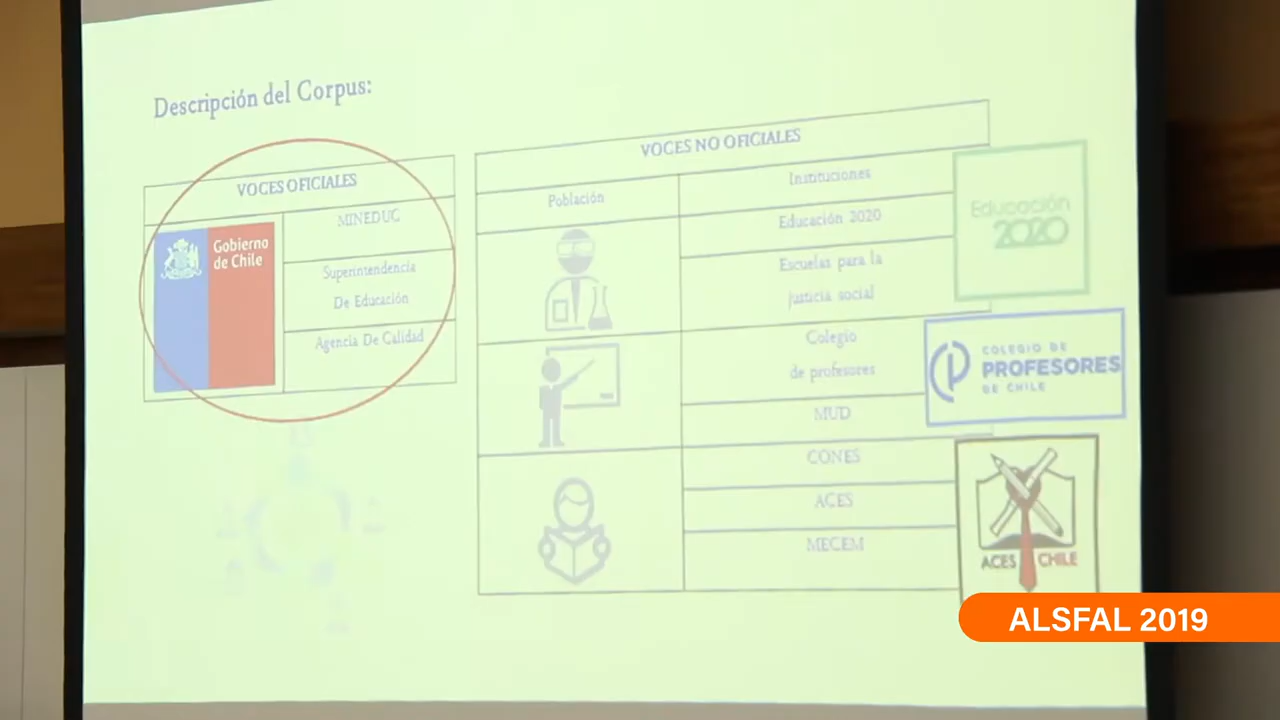 Descripción del Corpus:
VOCES OFICIALES
Gobierno
de Chile
MINEDUC
Superintendencia
De Educación
Agencia De Calidad
VOCES NO OFICIALES
Población
Instituciones
Educación 2020
Escuelas para la
justicia social
Colegio
de profesores
MUD
CONES
ACES
MECEM
Educación
2020
COLEGIO DE
PROFESORES
DE CHILE
ACES CHILE
ALSFAL 2019